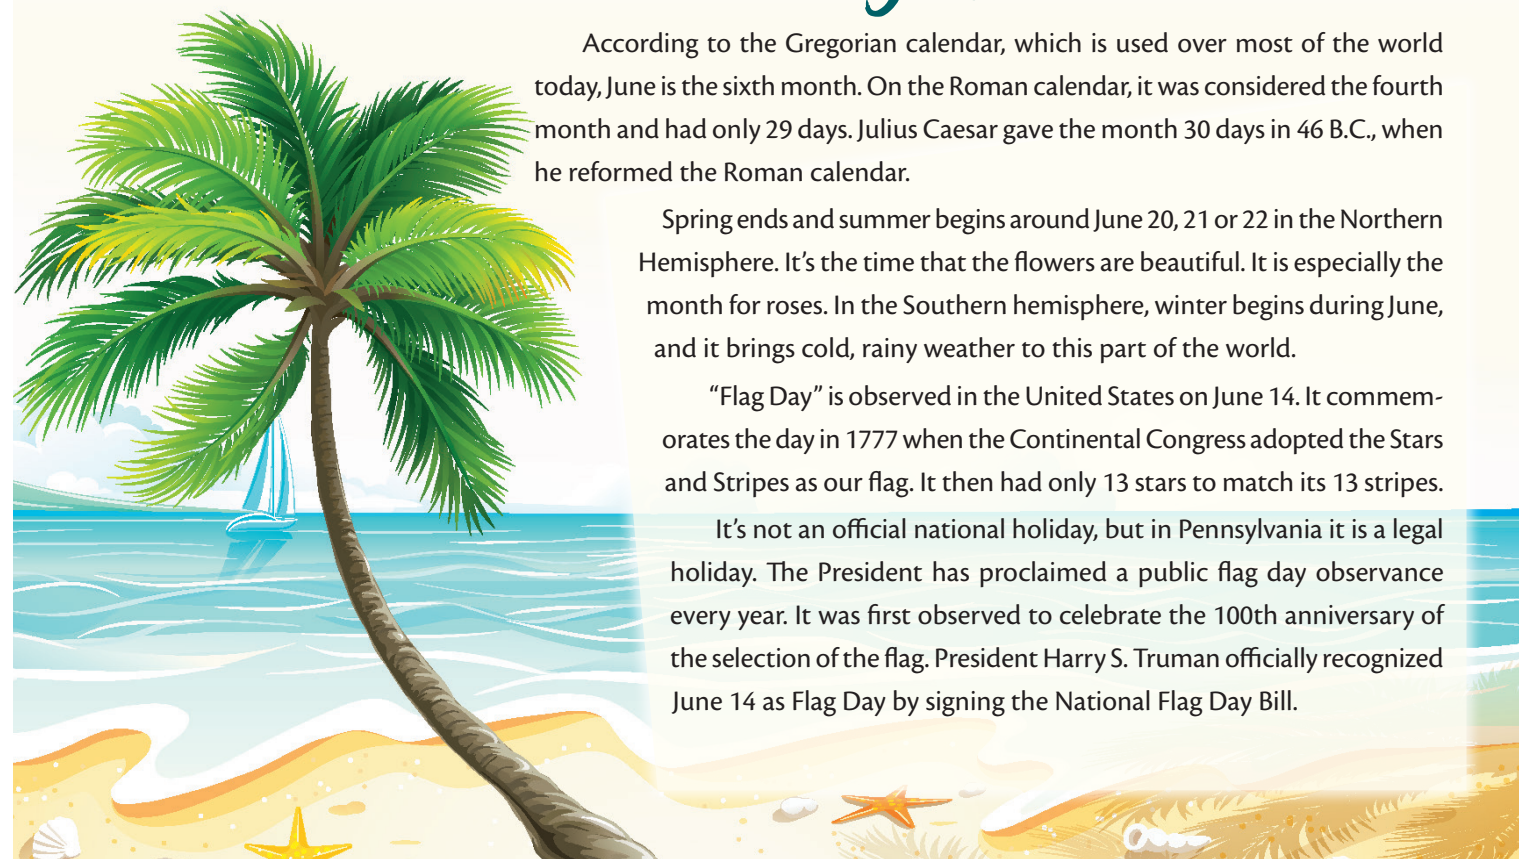 According to the Gregorian calendar, which is used over most of the world
today, June is the sixth month. On the Roman calendar, it was considered the fourth
month and had only 29 days. Julius Caesar gave the month 30 days in 46 B.C., when
he reformed the Roman calendar.
Spring ends and summer begins around June 20, 21 or 22 in the Northern
Hemisphere. It’s the time that the flowers are beautiful. It is especially the
month for roses. In the Southern hemisphere, winter begins during June,
and it brings cold, rainy weather to this part of the world.
“Flag Day” is observed in the United States on June 14. It commem-
orates the day in 1777 when the Continental Congress adopted the Stars
and Stripes as our flag. It then had only 13 stars to match its 13 stripes.
It’s not an official national holiday, but in Pennsylvania it is a legal
holiday. The President has proclaimed a public flag day observance
every year. It was first observed to celebrate the 100th anniversary of
the selection of the flag. President Harry S. Truman officially recognized
June 14 as Flag Day by signing the National Flag Day Bill.